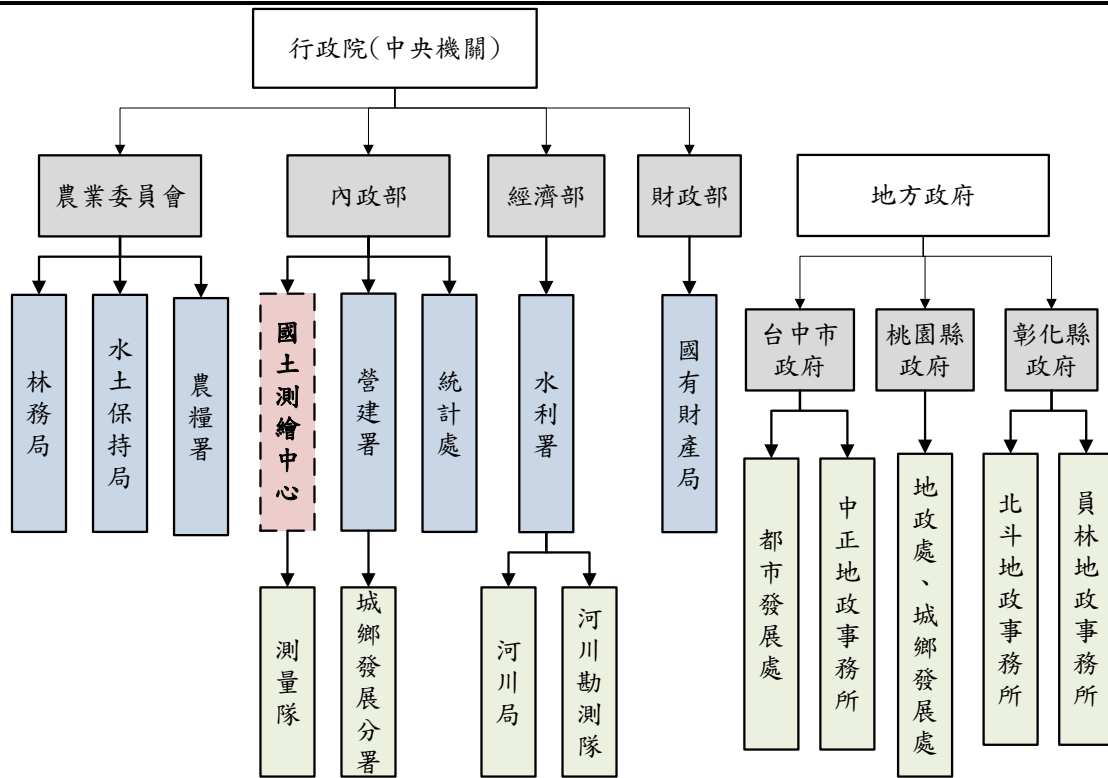 行政院(中央機關)
農業委員會
內政部
經濟部
財政部
地方政府
林務局
水土保持局
農糧署
國土測繪中心
營建署
統計處
水利署
國有財產局
台中市
政府
桃園縣
政府
彰化縣
政府
測量隊
城鄉發展分署
河川局
河川勘測隊
都市發展處
中正地政事務所
地政處、城鄉發展處
北斗地政事務所
員林地政事務所